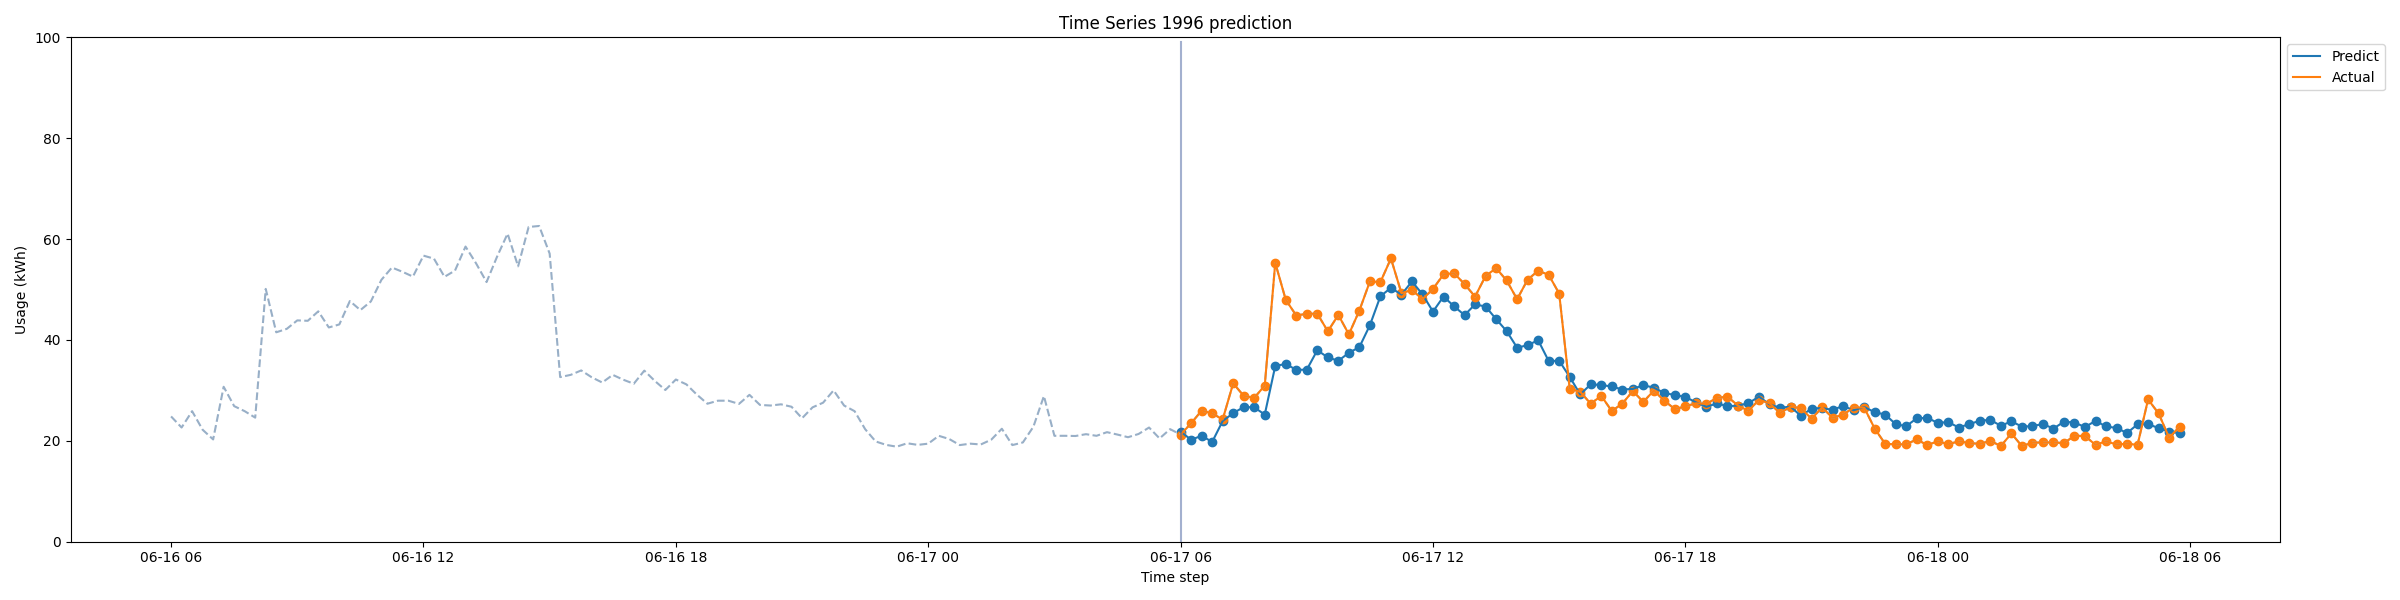 Time Series 1996 prediction
Predict
Actual
Usage (kWh)
100
80
60
40
20
0
06-16 06 06-16 12 06-16 18 06-17 00 06-17 06 06-17 12 06-17 18 06-18 00 06-18 06
Time step